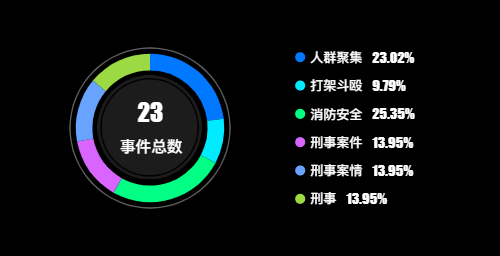 23
事件总数
人群聚集 23.02%
打架斗殴 9.79%
消防安全 25.35%
刑事案件 13.95%
刑事案情 13.95%
刑事 13.95%